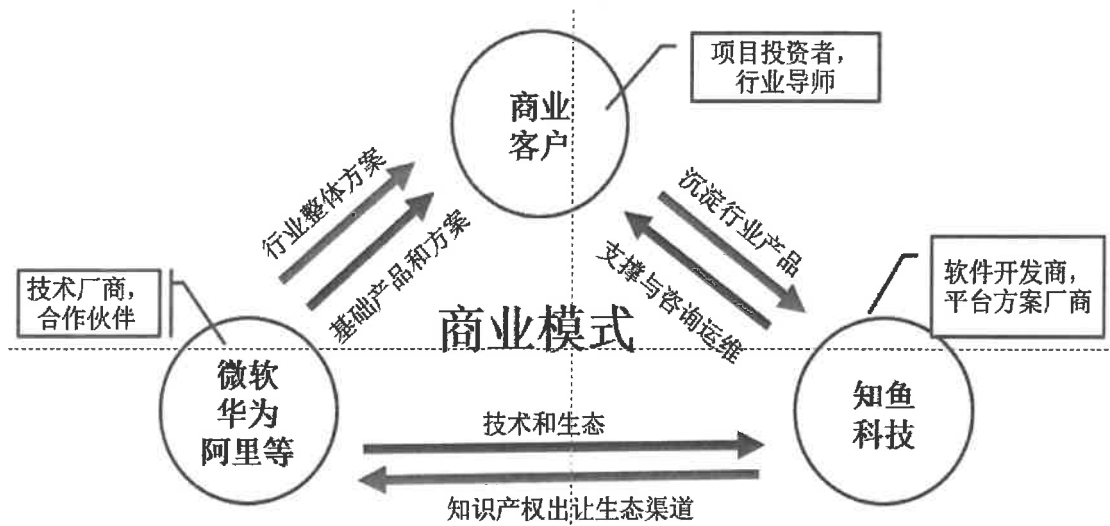 项目投资者，
行业导师
商业
客户
行业整体方案
基础产品和方案
沉淀行业产品
支撑与咨询运维
技术厂商，
合作伙伴
软件开发商，
平台方案厂商
商业模式
微软
华为
阿里等
知鱼
科技
技术和生态
知识产权出让生态渠道